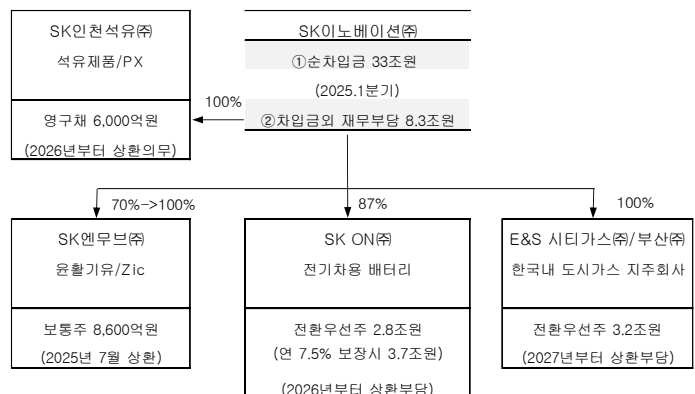 SK인천석유㈜
석유제품/PX
영구채 6,000억원
(2026년부터 상환의무)
100%
SK이노베이션㈜
①순차입금 33조원
(2025.1분기)
②차입금외 재무부담 8.3조원
70%->100%
87%
100%
SK엔무브㈜
윤활기유/Zic
보통주 8,600억원
(2025년 7월 상환)
SK ON㈜
전기차용 배터리
전환우선주 2.8조원
(연 7.5% 보장시 3.7조원)
(2026년부터 상환부담)
E&S 시티가스㈜/부산㈜
한국내 도시가스 지주회사
전환우선주 3.2조원
(2027년부터 상환부담)